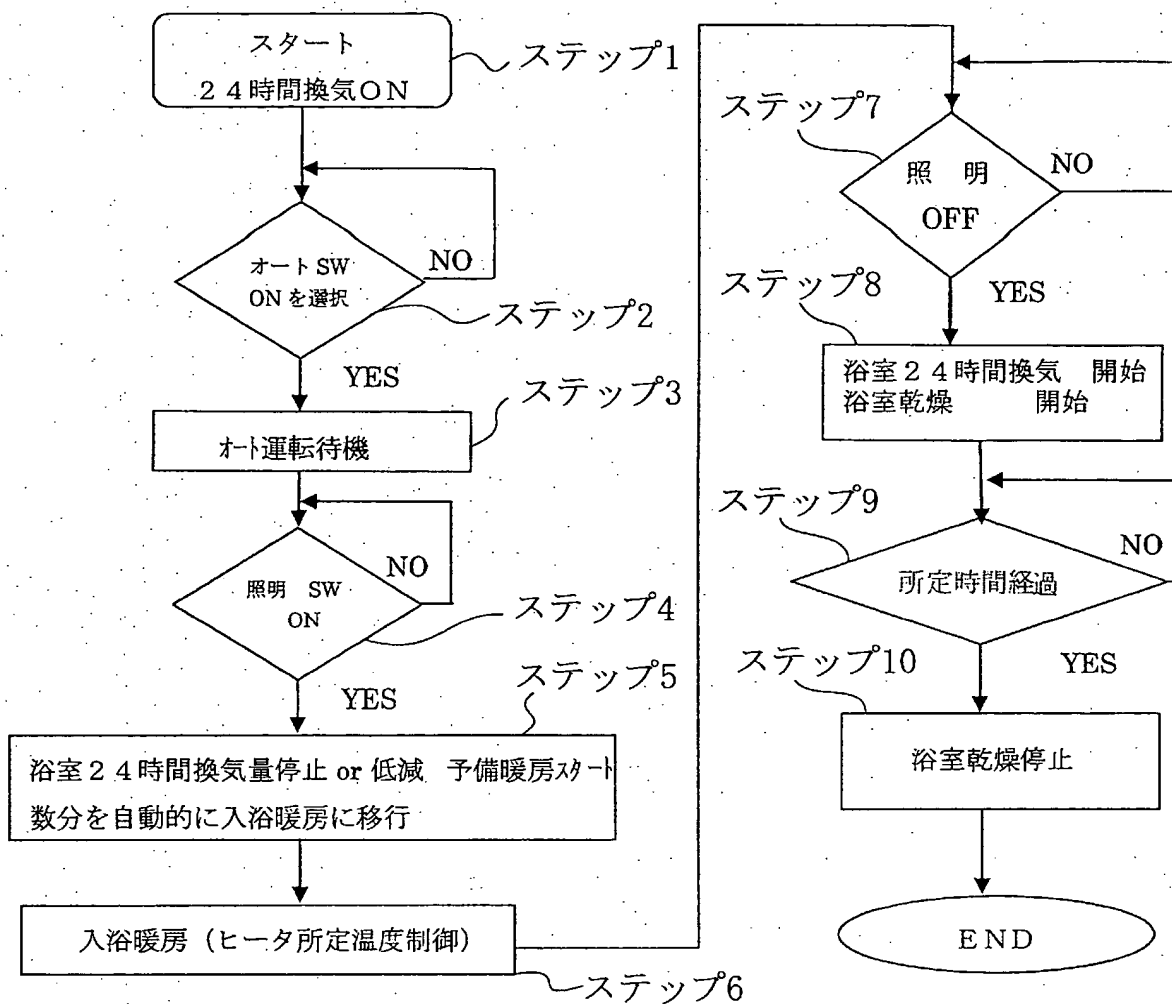 スタート
24時間換気ON
ステップ1
オートSW
ONを選択
NO
ステップ2
YES
ステップ3
オート運転待機
NO
照明 SW
ON
ステップ4
YES
ステップ5
浴室24時間換気量停止 or 低減 予備暖房スタート
数分を自動的に入浴暖房に移行
入浴暖房(ヒータ所定温度制御)
ステップ6
ステップ7
照 明
OFF
NO
ステップ8
YES
浴室24時間換気 開始
浴室乾燥 開始
ステップ9
NO
所定時間経過
ステップ10
YES
浴室乾燥停止
END